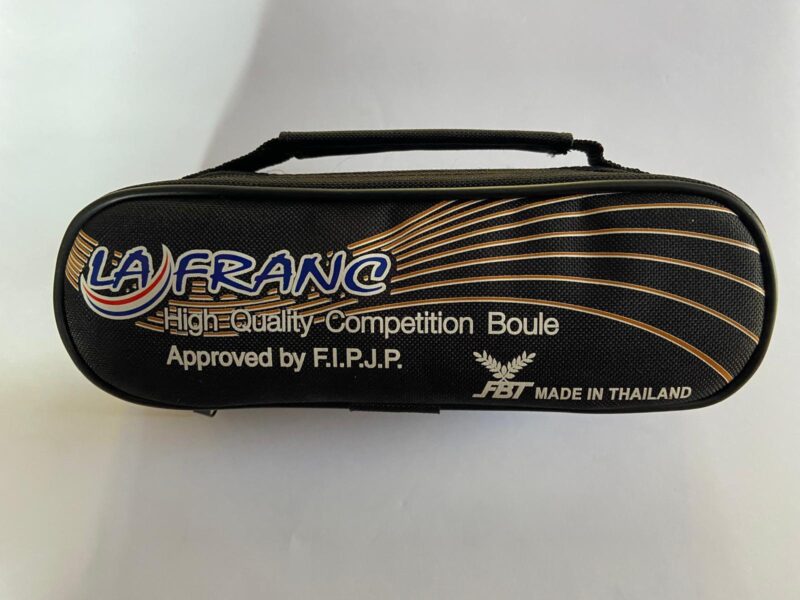 LA FRANC
High Quality Competition Boule
Approved by F.I.P.J.P.
FBT MADE IN THAILAND